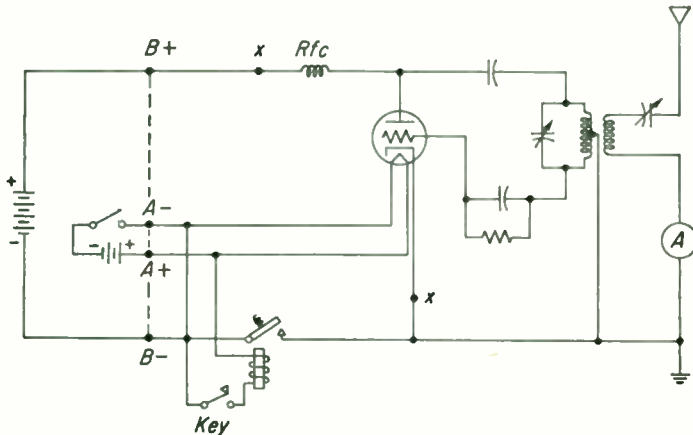 B+
x
Rfc
+
-
A-
- +
A+
x
A
B-
Key